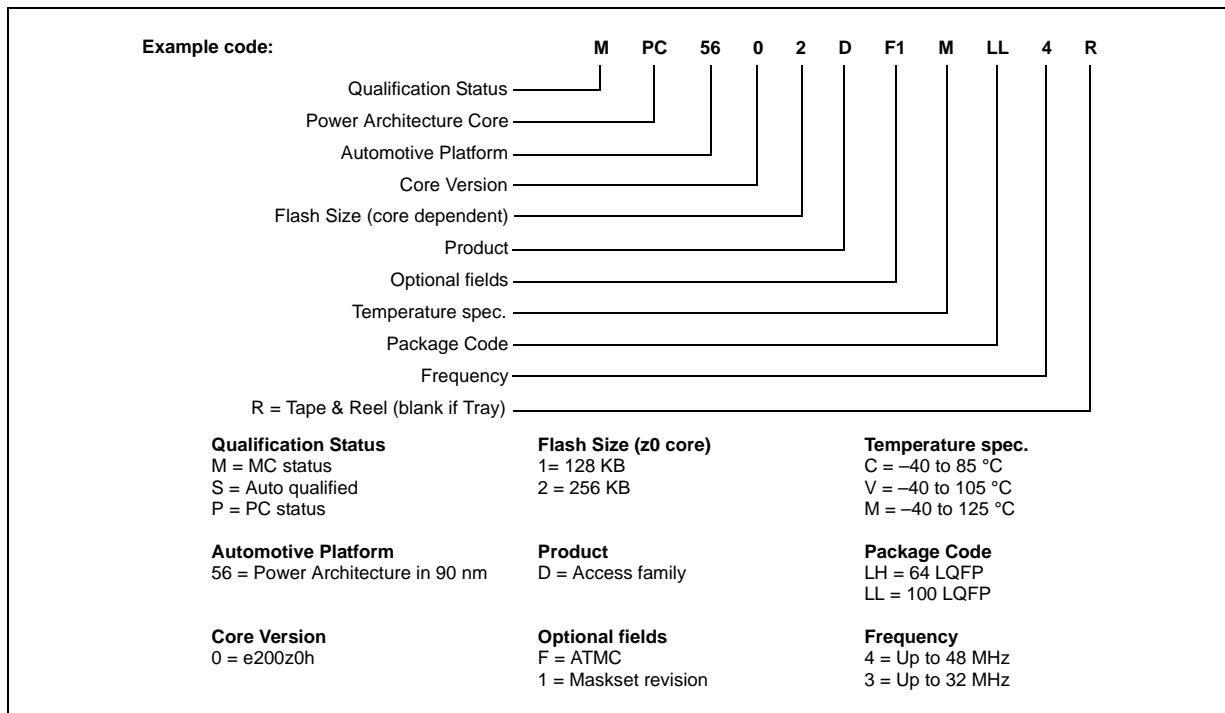 Example code: M PC 56 0 2 D F1 M LL 4 R
Qualification Status
Power Architecture Core
Automotive Platform
Core Version
Flash Size (core dependent)
Product
Optional fields
Temperature spec.
Package Code
Frequency
R = Tape & Reel (blank if Tray)
Qualification Status
M = MC status
S = Auto qualified
P = PC status
Flash Size (z0 core)
1= 128 KB
2 = 256 KB
Temperature spec.
C = –40 to 85 °C
V = –40 to 105 °C
M = –40 to 125 °C
Automotive Platform
56 = Power Architecture in 90 nm
Product
D = Access family
Package Code
LH = 64 LQFP
LL = 100 LQFP
Core Version
0 = e200z0h
Optional fields
F = ATMC
1 = Maskset revision
Frequency
4 = Up to 48 MHz
3 = Up to 32 MHz